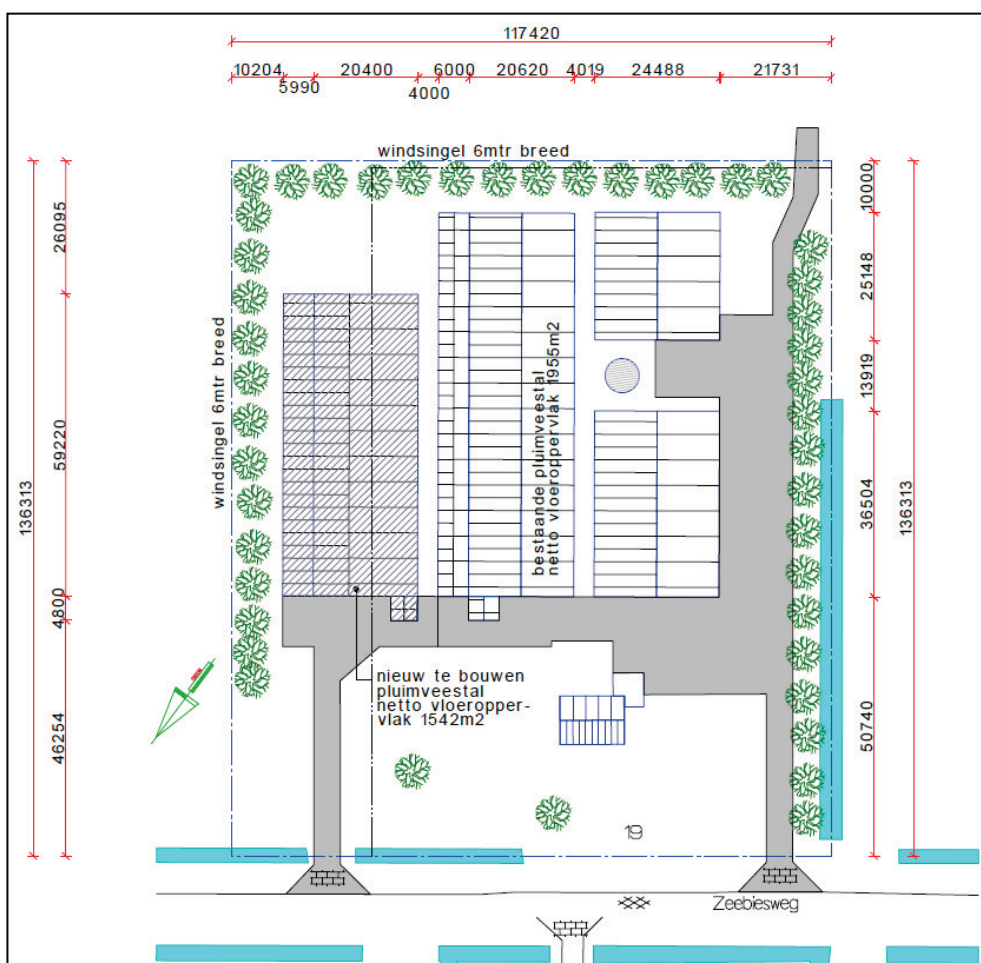 117420
10204
20400
6000
20620
4019
24488
21731
5990
4000
windsingel 6mtr breed
windsingel 6mtr breed
26095
59220
136313
4800
46254
10000
25148
13919
36504
136313
50740
bestaande pluimveestal
netto vloeroppervlak 1955m2
nieuw te bouwen
pluimveestal
netto vloeropper-
vlak 1542m2
19
Zeebiesweg